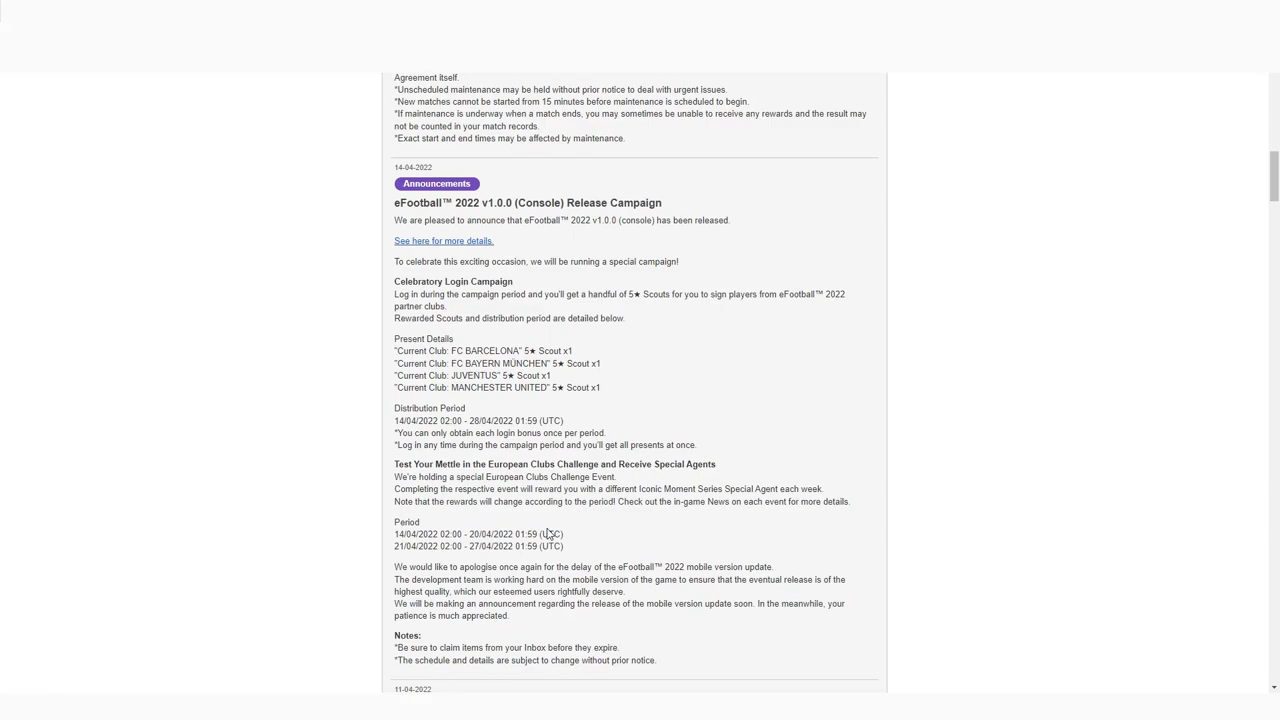 Agreement itself.
*Unscheduled maintenance may be held without prior notice to deal with urgent issues.
*New matches cannot be started from 15 minutes before maintenance is scheduled to begin.
*If maintenance is underway when a match ends, you may sometimes be unable to receive any rewards and the result may
not be counted in your match records.
*Exact start and end times may be affected by maintenance.
14-04-2022
Announcements
eFootball™ 2022 v1.0.0 (Console) Release Campaign
We are pleased to announce that eFootball™ 2022 v1.0.0 (console) has been released.
See here for more details.
To celebrate this exciting occasion, we will be running a special campaign!
Celebratory Login Campaign
Log in during the campaign period and you'll get a handful of 5★ Scouts for you to sign players from eFootball™ 2022
partner clubs.
Rewarded Scouts and distribution period are detailed below.
Present Details
"Current Club: FC BARCELONA" 5★ Scout x1
"Current Club: FC BAYERN MÜNCHEN" 5★ Scout x1
"Current Club: JUVENTUS" 5★ Scout x1
"Current Club: MANCHESTER UNITED" 5★ Scout x1
Distribution Period
14/04/2022 02:00 - 28/04/2022 01:59 (UTC)
*You can only obtain each login bonus once per period.
*Log in any time during the campaign period and you'll get all presents at once.
Test Your Mettle in the European Clubs Challenge and Receive Special Agents
We're holding a special European Clubs Challenge Event.
Completing the respective event will reward you with a different Iconic Moment Series Special Agent each week.
Note that the rewards will change according to the period! Check out the in-game News on each event for more details.
Period
14/04/2022 02:00 - 20/04/2022 01:59 (UTC)
21/04/2022 02:00 - 27/04/2022 01:59 (UTC)
We would like to apologise once again for the delay of the eFootball™ 2022 mobile version update.
The development team is working hard on the mobile version of the game to ensure that the eventual release is of the
highest quality, which our esteemed users rightfully deserve.
We will be making an announcement regarding the release of the mobile version update soon. In the meanwhile, your
patience is much appreciated.
Notes:
*Be sure to claim items from your Inbox before they expire.
*The schedule and details are subject to change without prior notice.
11-04-2022